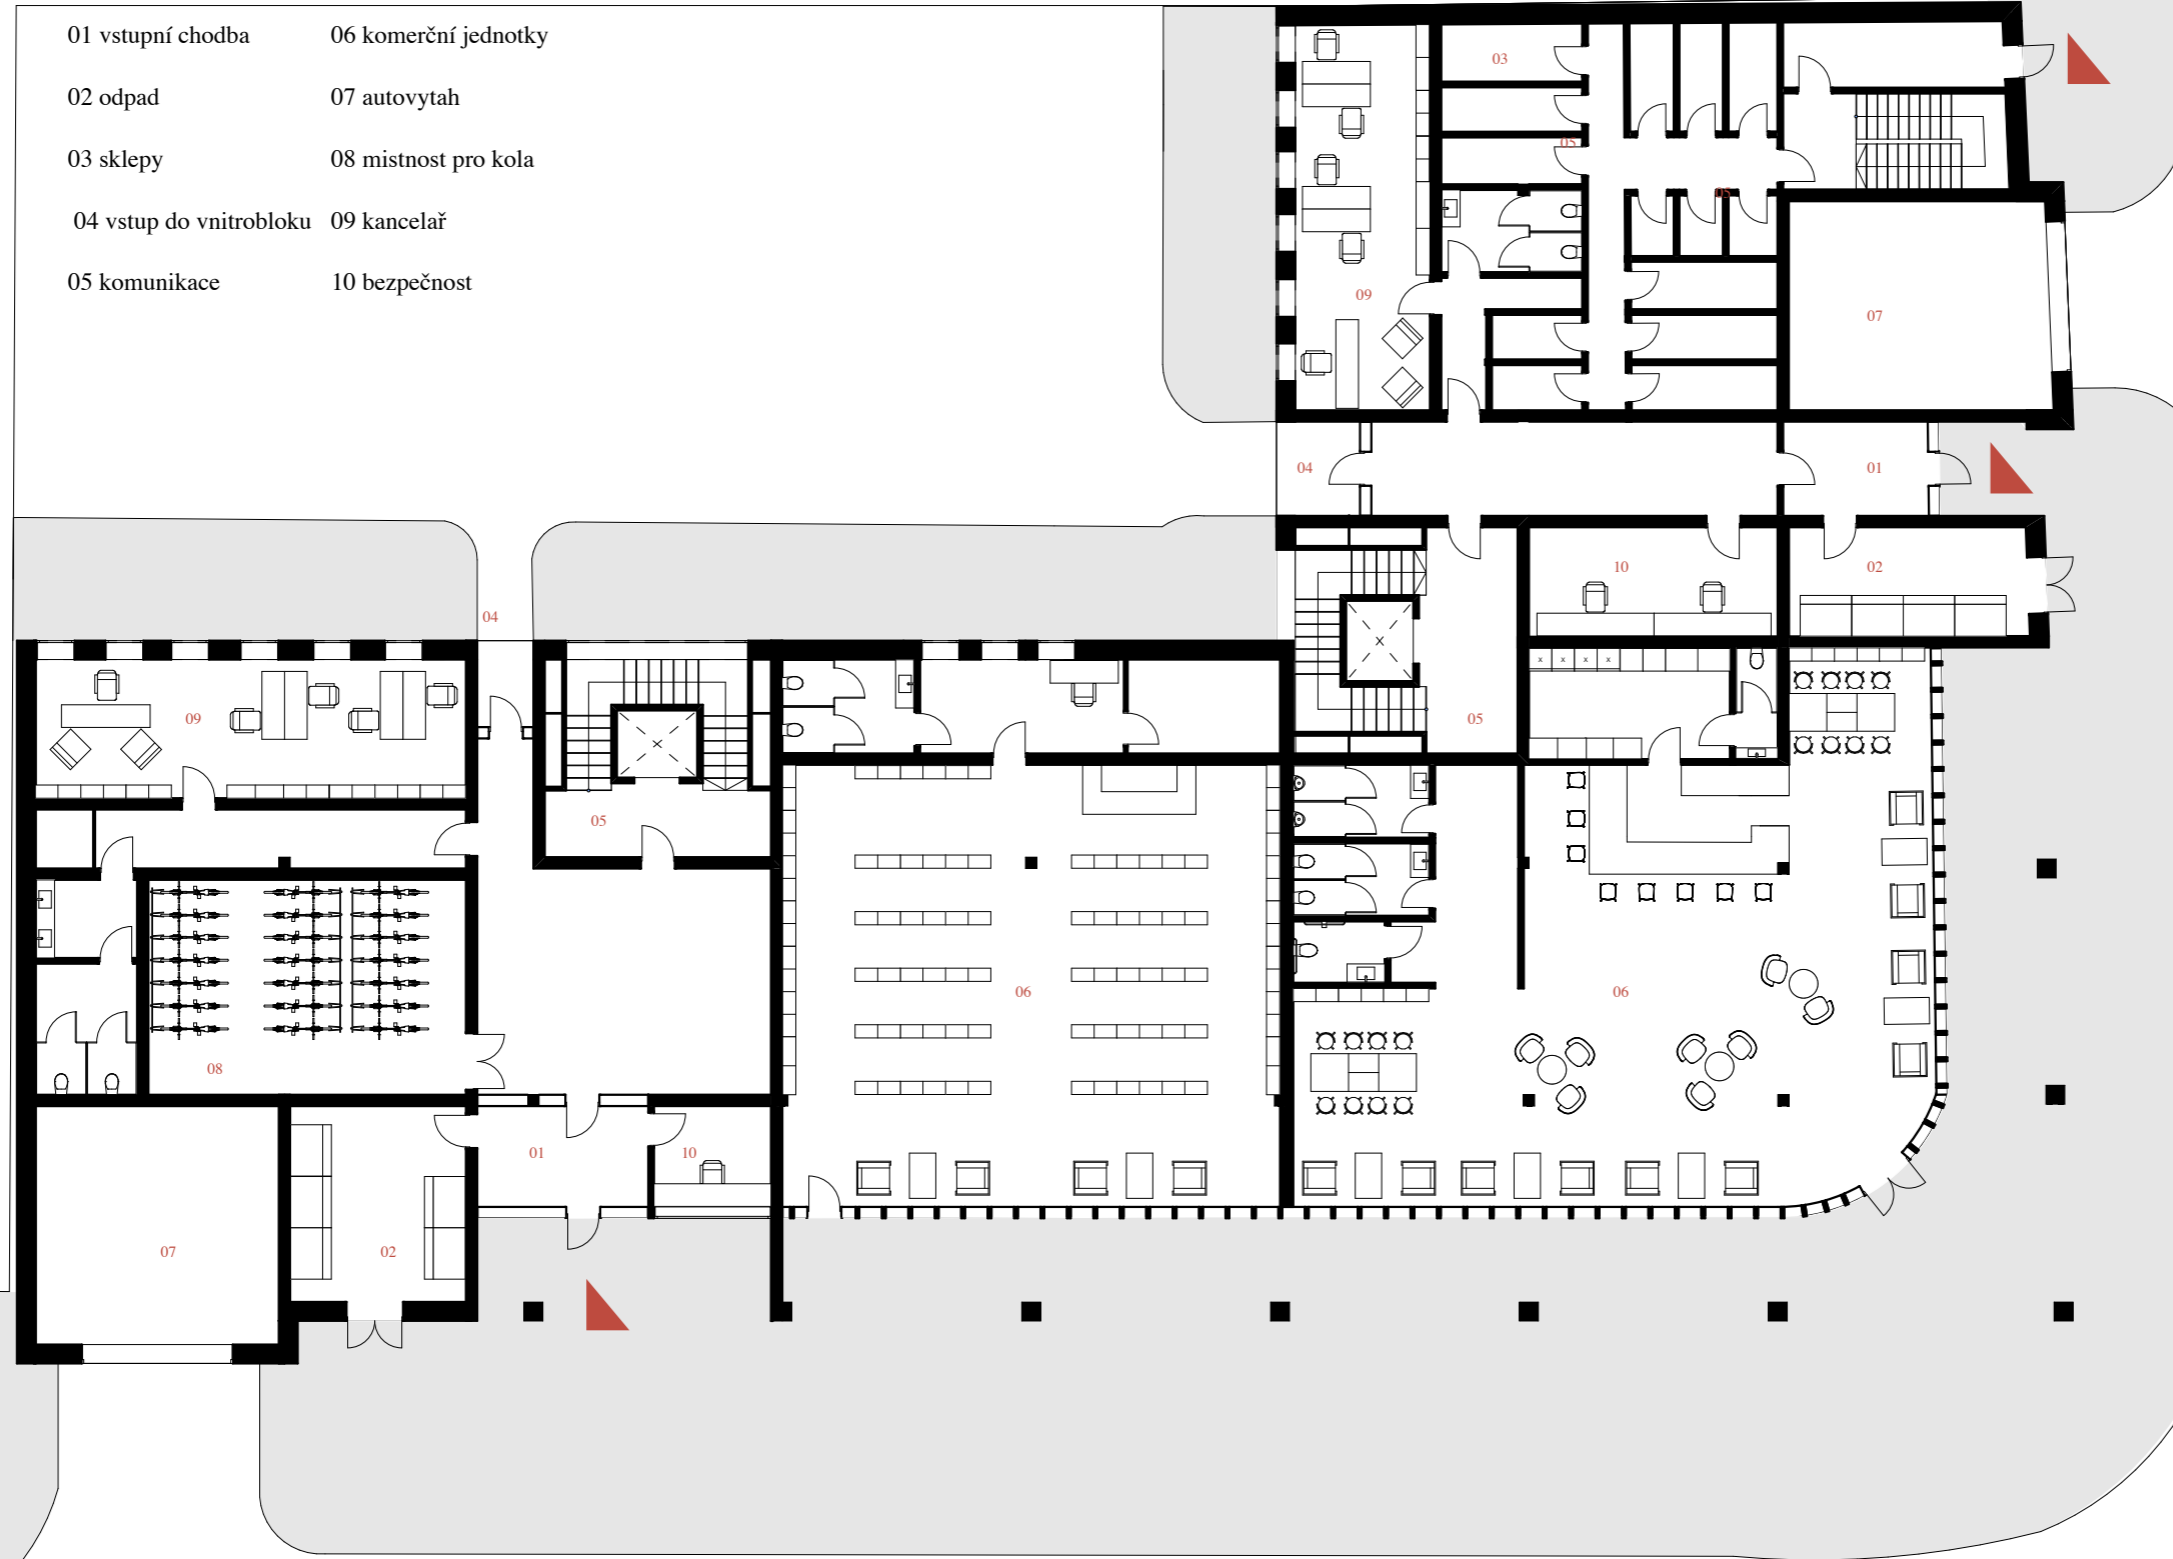 01 vstupní chodba
02 odpad
03 sklepy
04 vstup do vnitrobloku
05 komunikace
06 komerční jednotky
07 autovytah
08 mistnost pro kola
09 kancelař
10 bezpečnost
03
05
05
09
07
04
01
10
02
04
09
05
05
06
06
08
01
10
07
02
x x x x
x
x